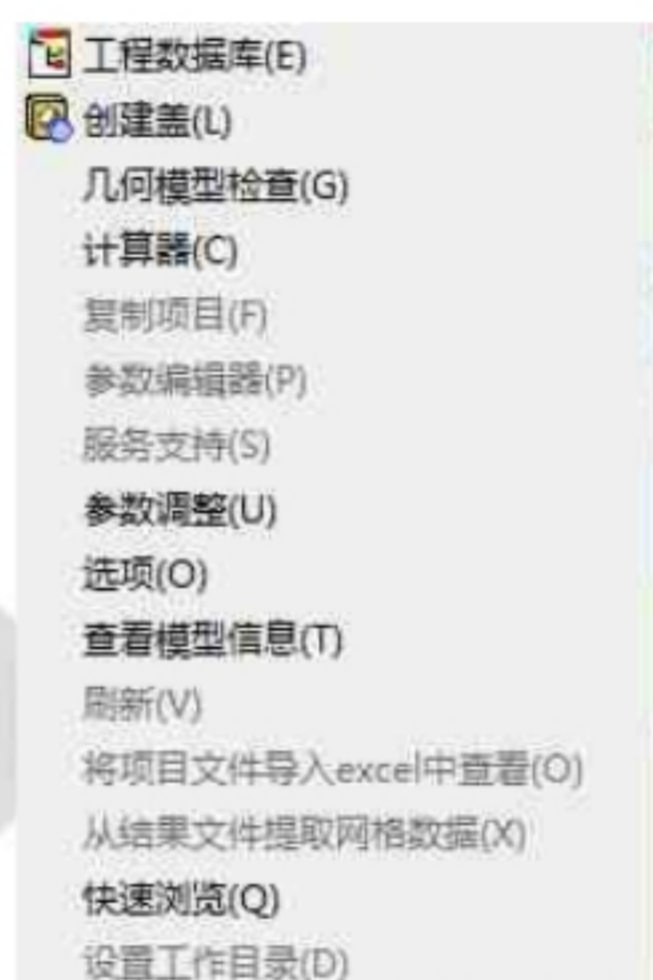 工程数据库(E)
创建盖(L)
几何模型检查(G)
计算器(C)
复制项目(F)
参数编辑器(P)
服务支持(S)
参数调整(U)
选项(O)
查看模型信息(T)
刷新(V)
将项目文件导入excel中查看(O)
从结果文件提取网格数据(X)
快速浏览(Q)
设置工作目录(D)